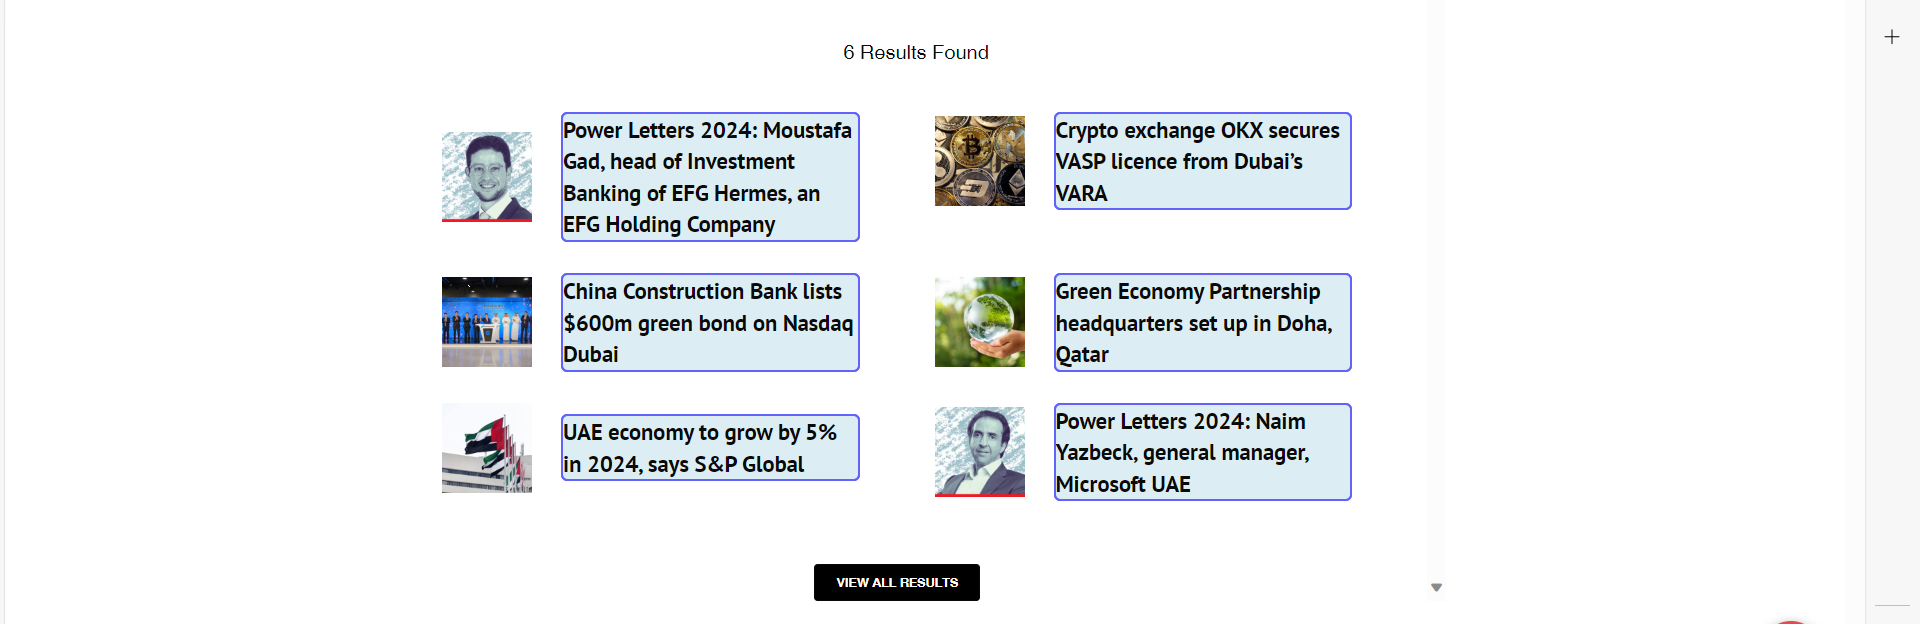 6 Results Found
Power Letters 2024: Moustafa
Gad, head of Investment
Banking of EFG Hermes, an
EFG Holding Company
Crypto exchange OKX secures
VASP licence from Dubai’s
VARA
China Construction Bank lists
$600m green bond on Nasdaq
Dubai
Green Economy Partnership
headquarters set up in Doha,
Qatar
UAE economy to grow by 5%
in 2024, says S&P Global
Power Letters 2024: Naim
Yazbeck, general manager,
Microsoft UAE
VIEW ALL RESULTS